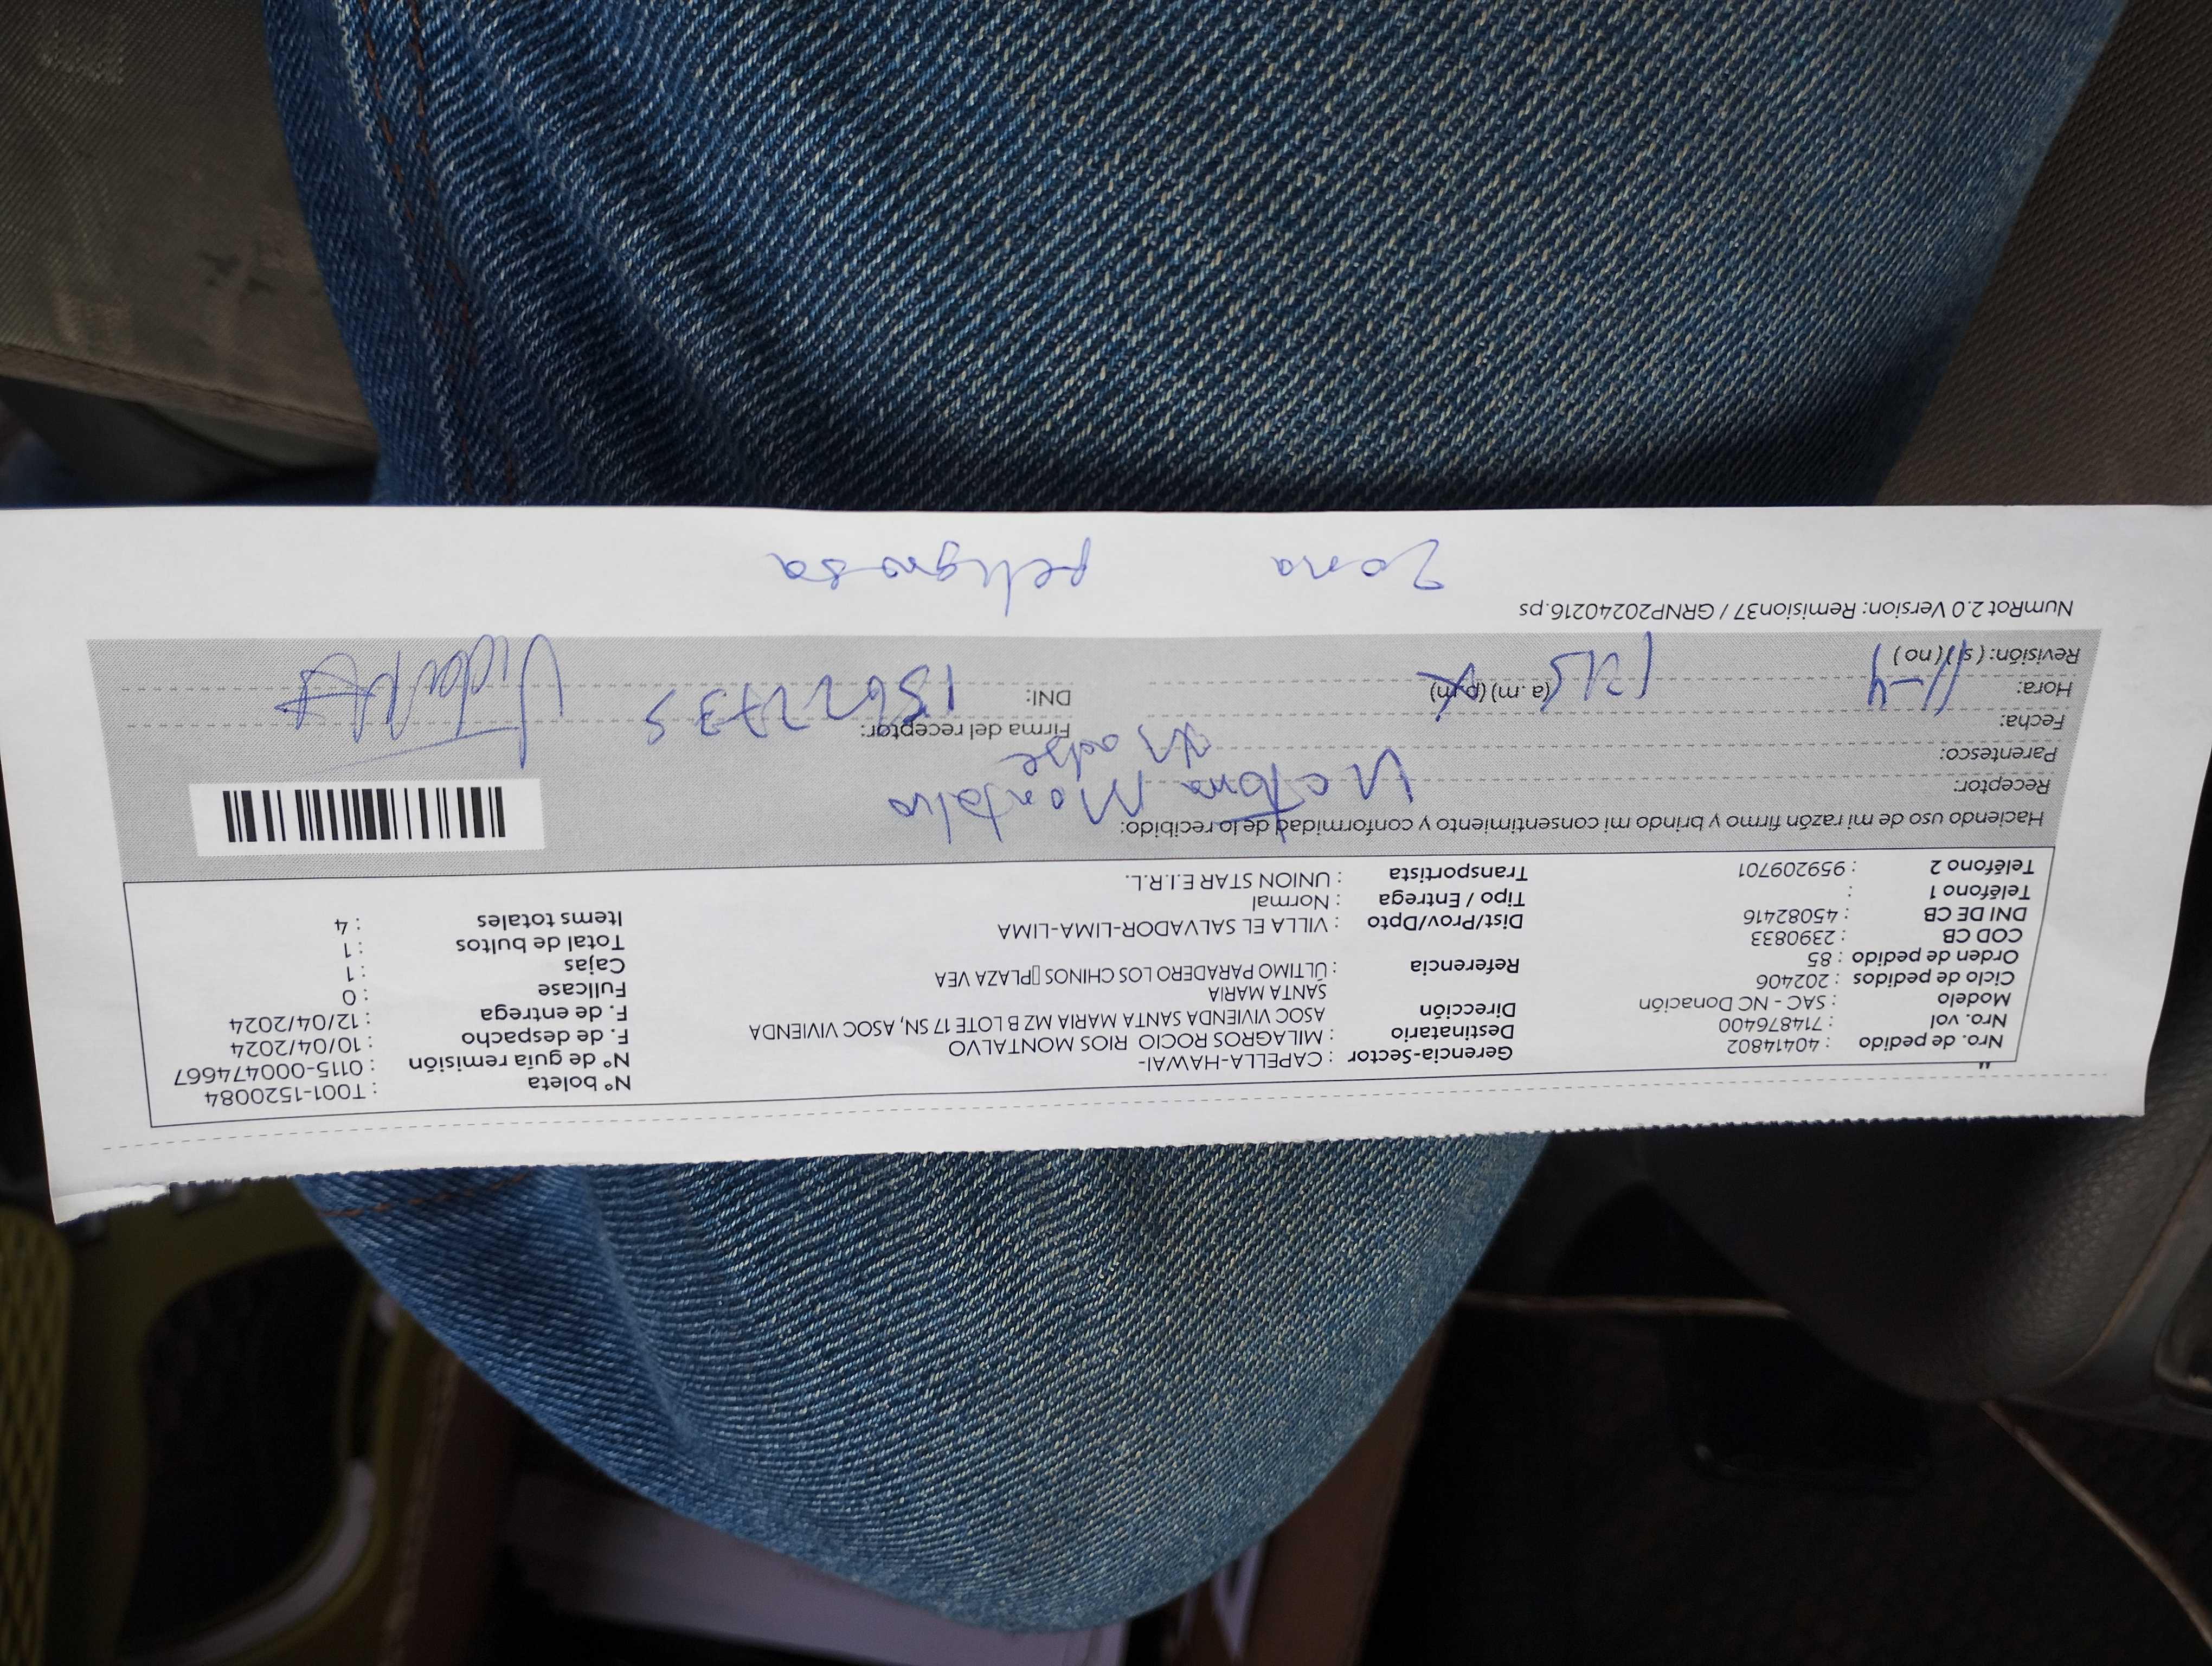 Nro. de pedido : 40414802
Nro. vol : 714876400
Modelo : SAC - NC Donación
Ciclo de pedidos : 202406
Orden de pedido : 85
COD CB : 2390833
DNI DE CB : 45082416
Teléfono 1 :
Teléfono 2 : 959209701
Gerencia-Sector : CAPELLA-HAWAI-
Destinatario : MILAGROS ROCIO RIOS MONTALVO
Dirección ASOC VIVIENDA SANTA MARIA MZ B LOTE 17 SN, ASOC VIVIENDA
SANTA MARIA
Referencia : ÚLTIMO PARADERO LOS CHINOS PLAZA VEA
Dist/Prov/Dpto : VILLA EL SALVADOR-LIMA-LIMA
Tipo / Entrega : Normal
Transportista : UNION STAR E.I.R.L.
N° boleta : T001-1520084
N° de guía remisión : 0115-000474667
F. de despacho : 10/04/2024
F. de entrega : 12/04/2024
Fullcase : 0
Cajas : 1
Total de bultos : 1
Items totales : 4
Haciendo uso de mi razón firmo y brindo mi consentimiento y conformidad de lo recibido:
Receptor: Victoria Montalvo
Parentesco: Madre
Fecha: 11-4
Hora: (a. m) (p. m)
Revisión: ( si ) ( no )
Firma del receptor:
DNI:
NumRot 2.0 Version: Remision37 / GRNP20240216.ps
Zona peligrosa